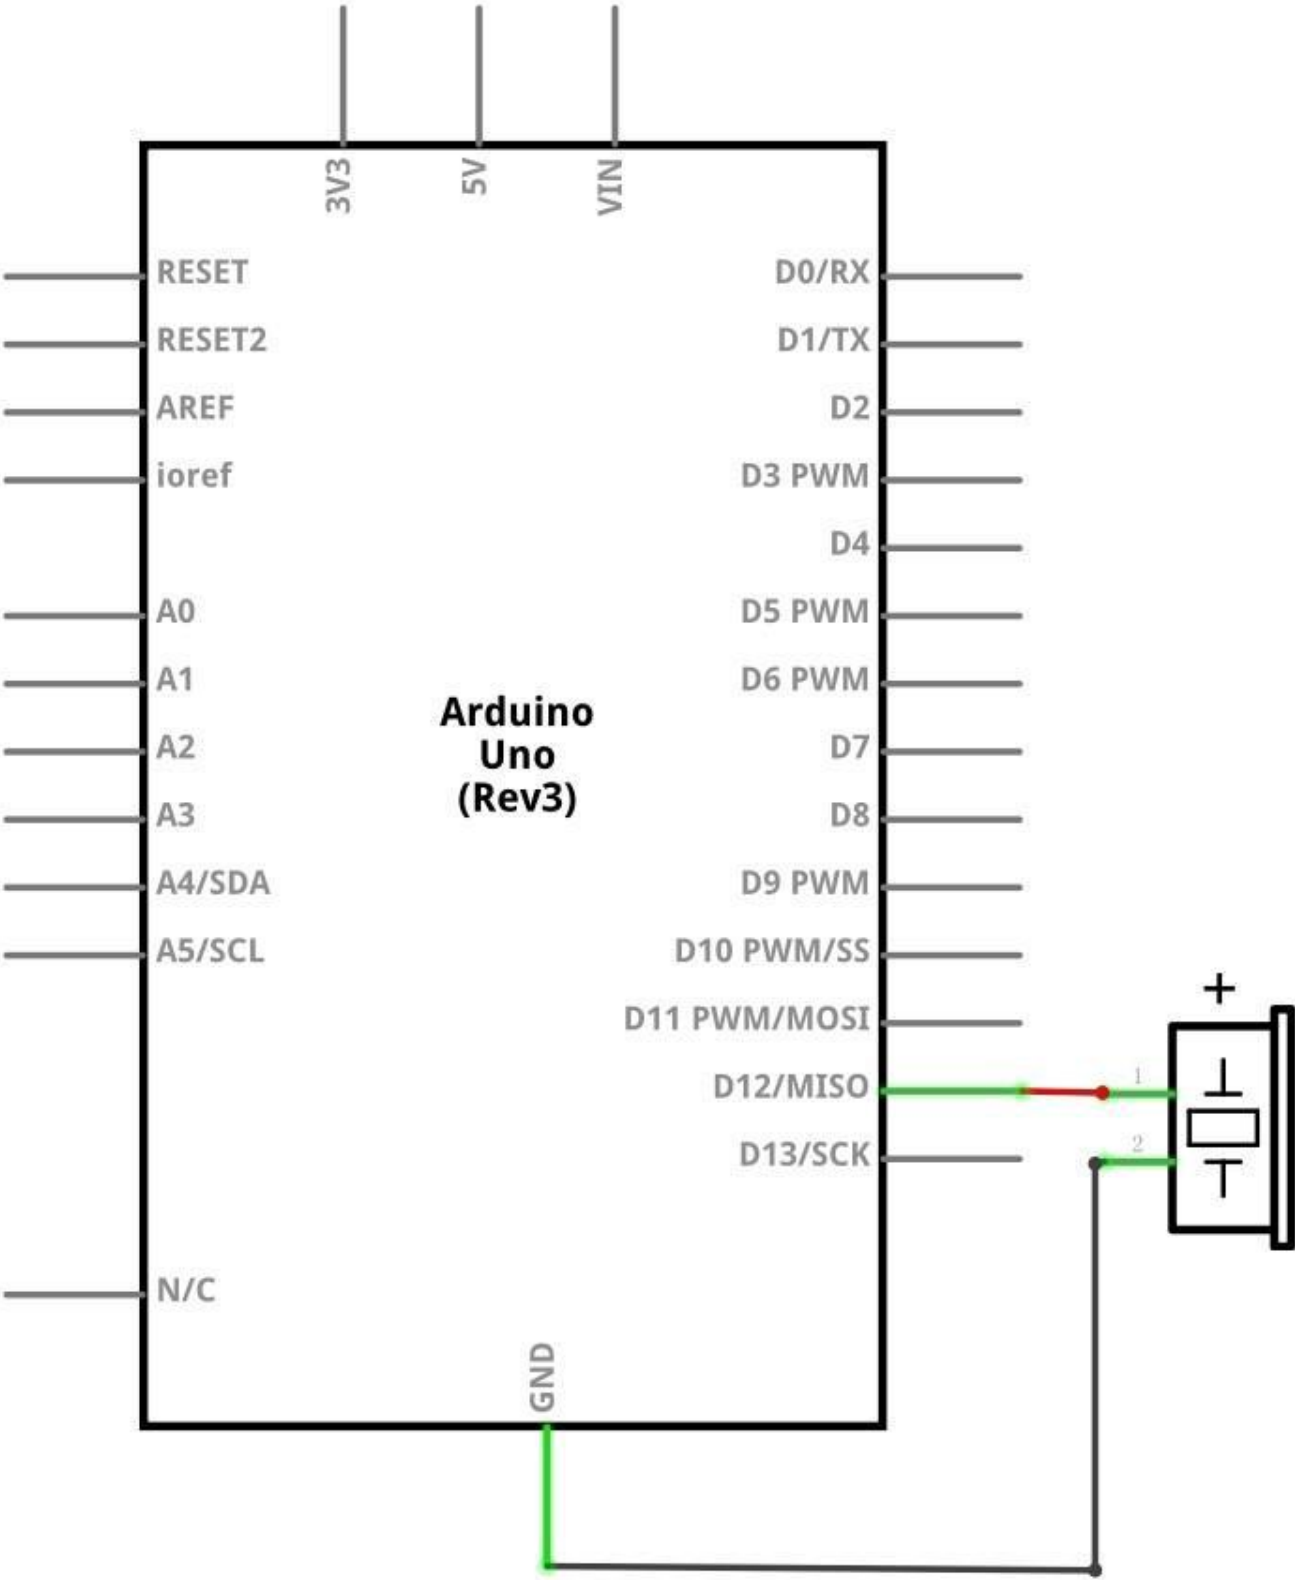 3V3
5V
VIN
RESET
RESET2
AREF
ioref
A0
A1
A2
A3
A4/SDA
A5/SCL
N/C
Arduino
Uno
(Rev3)
D0/RX
D1/TX
D2
D3 PWM
D4
D5 PWM
D6 PWM
D7
D8
D9 PWM
D10 PWM/SS
D11 PWM/MOSI
D12/MISO
D13/SCK
GND
+
1
2